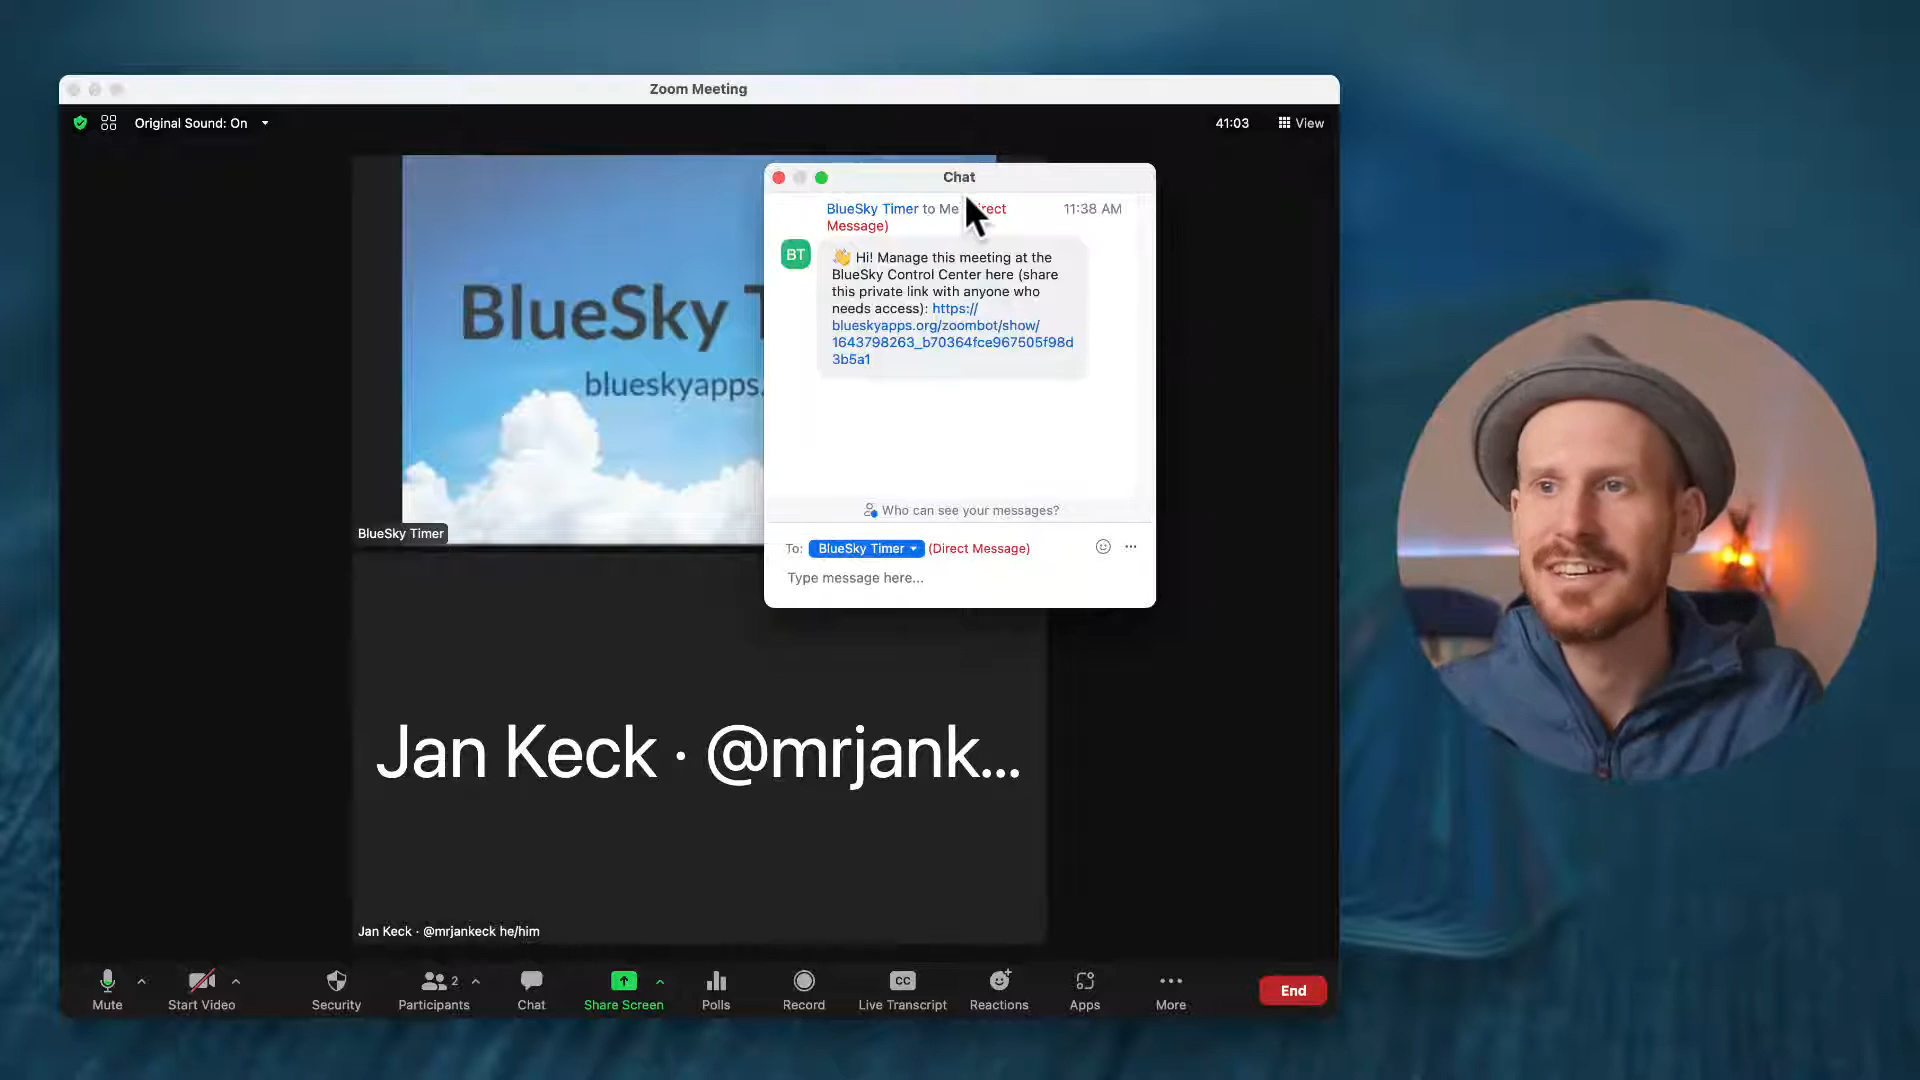 Zoom Meeting
Original Sound: On
41:03
View
Chat
BlueSky Timer to Me
Message)
11:38 AM
BT
👋 Hi! Manage this meeting at the
BlueSky Control Center here (share
this private link with anyone who
needs access): https://
blueskyapps.org/zoombot/show/
1643798263_b70364fce967505f98d
3b5a1
BlueSky
blueskyapps.
BlueSky Timer
Who can see your messages?
To: BlueSky Timer (Direct Message)
Type message here...
Jan Keck · @mrjank...
Jan Keck · @mrjankeck he/him
Mute
Start Video
Security
2
Participants
Chat
Share Screen
Polls
Record
CC
Live Transcript
Reactions
Apps
More
End